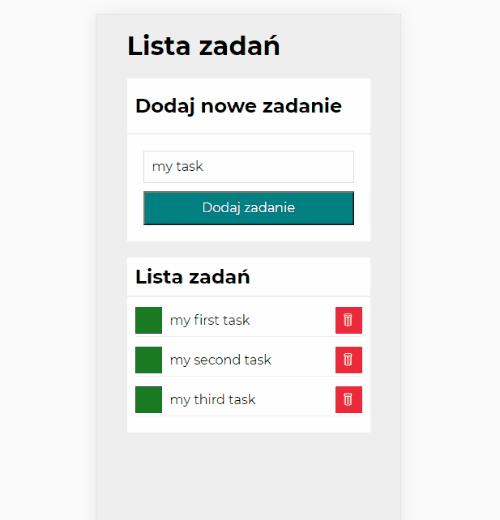 Lista zadań
Dodaj nowe zadanie
my task
Dodaj zadanie
Lista zadań
my first task
my second task
my third task